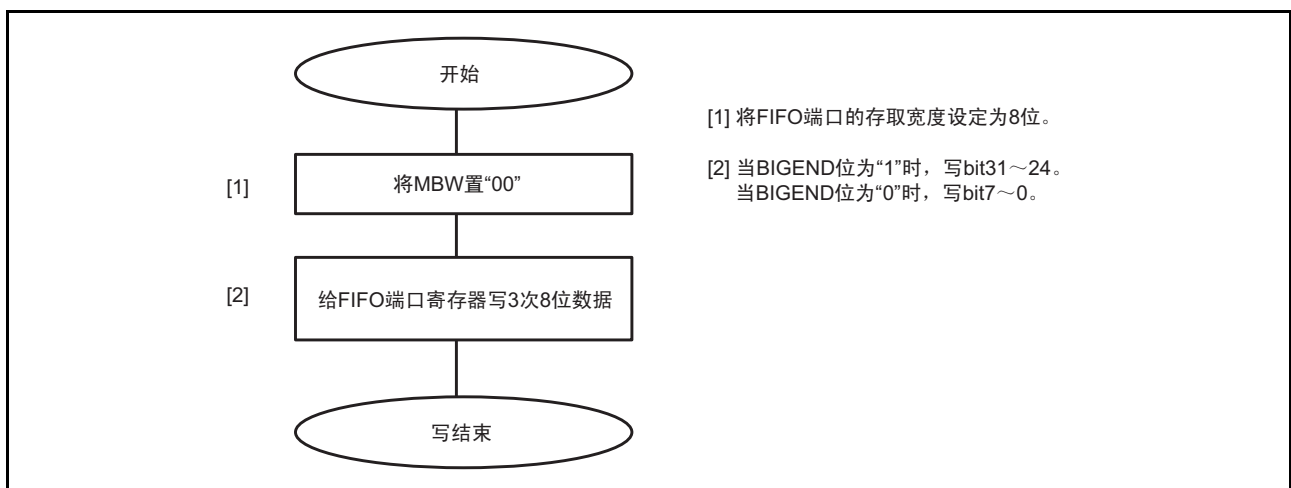 开始
[1] 将FIFO端口的存取宽度设定为8位。
[1]
将MBW置“00”
[2] 当BIGEND位为“1”时，写bit31～24。
当BIGEND位为“0”时，写bit7～0。
[2]
给FIFO端口寄存器写3次8位数据
写结束